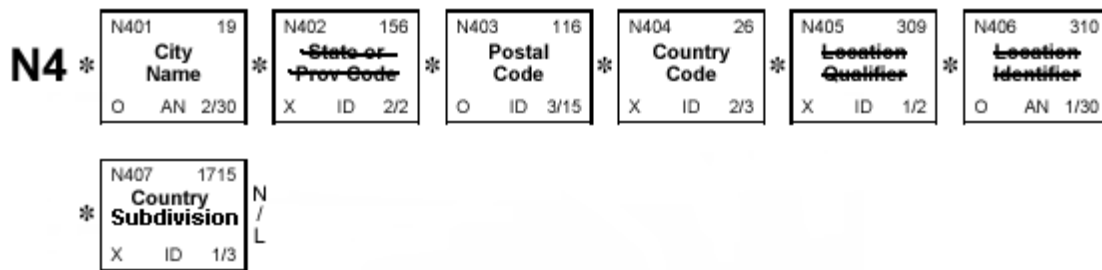 N401 19 N402 156 N403 116 N404 26 N405 309 N406 310
N4 * City Name * State or Prov Code * Postal Code * Country Code * Location Qualifier * Location Identifier
O AN 2/30 X ID 2/2 O ID 3/15 X ID 2/3 X ID 1/2 O AN 1/30
N407 1715
* Country Subdivision N / L
X ID 1/3